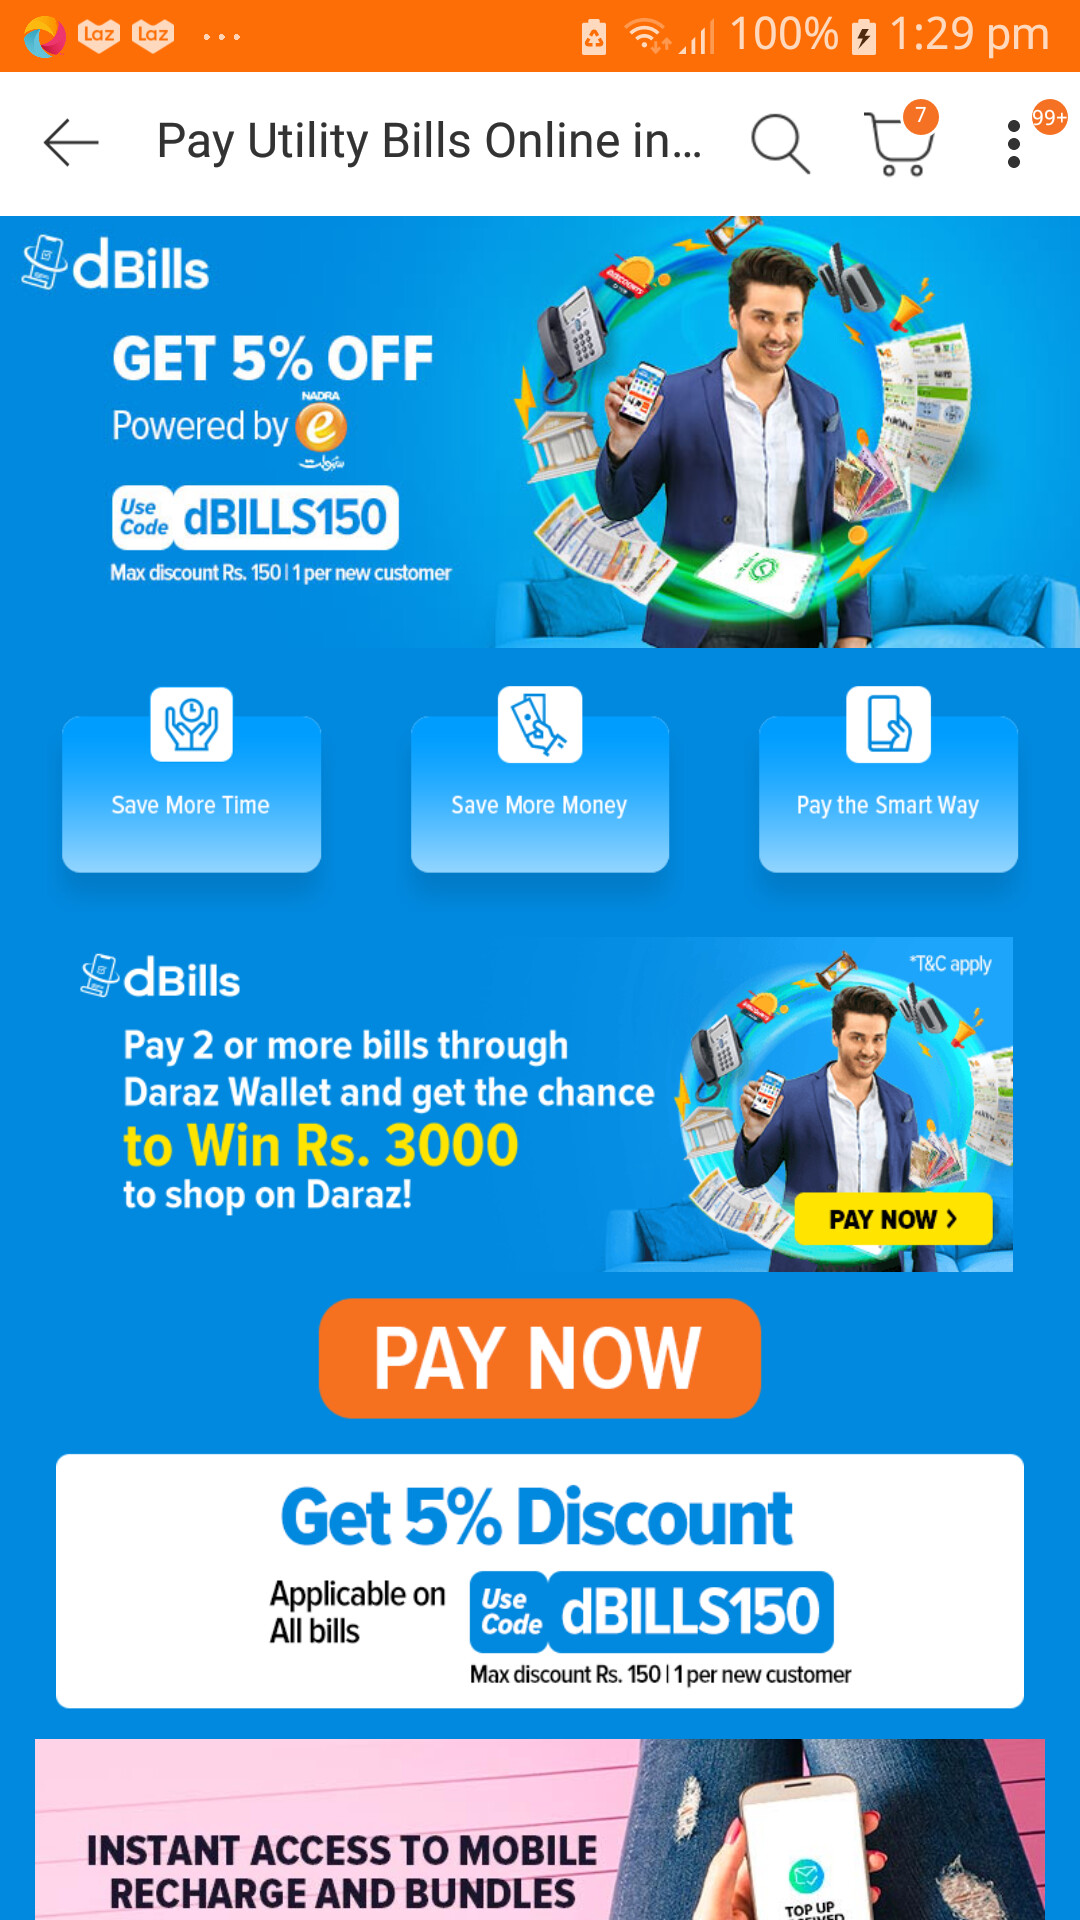 Laz Laz ... 100% 1:29 pm
Pay Utility Bills Online in... 7 99+
dBills
GET 5% OFF
Powered by NADRA e سہولت
Use Code dBILLS150
Max discount Rs. 150 | 1 per new customer
DISCOUNTS
Save More Time
Save More Money
Pay the Smart Way
dBills
*T&C apply
Pay 2 or more bills through
Daraz Wallet and get the chance
to Win Rs. 3000
to shop on Daraz!
PAY NOW >
PAY NOW
Get 5% Discount
Applicable on
All bills
Use Code dBILLS150
Max discount Rs. 150 | 1 per new customer
INSTANT ACCESS TO MOBILE
RECHARGE AND BUNDLES
TOP UP